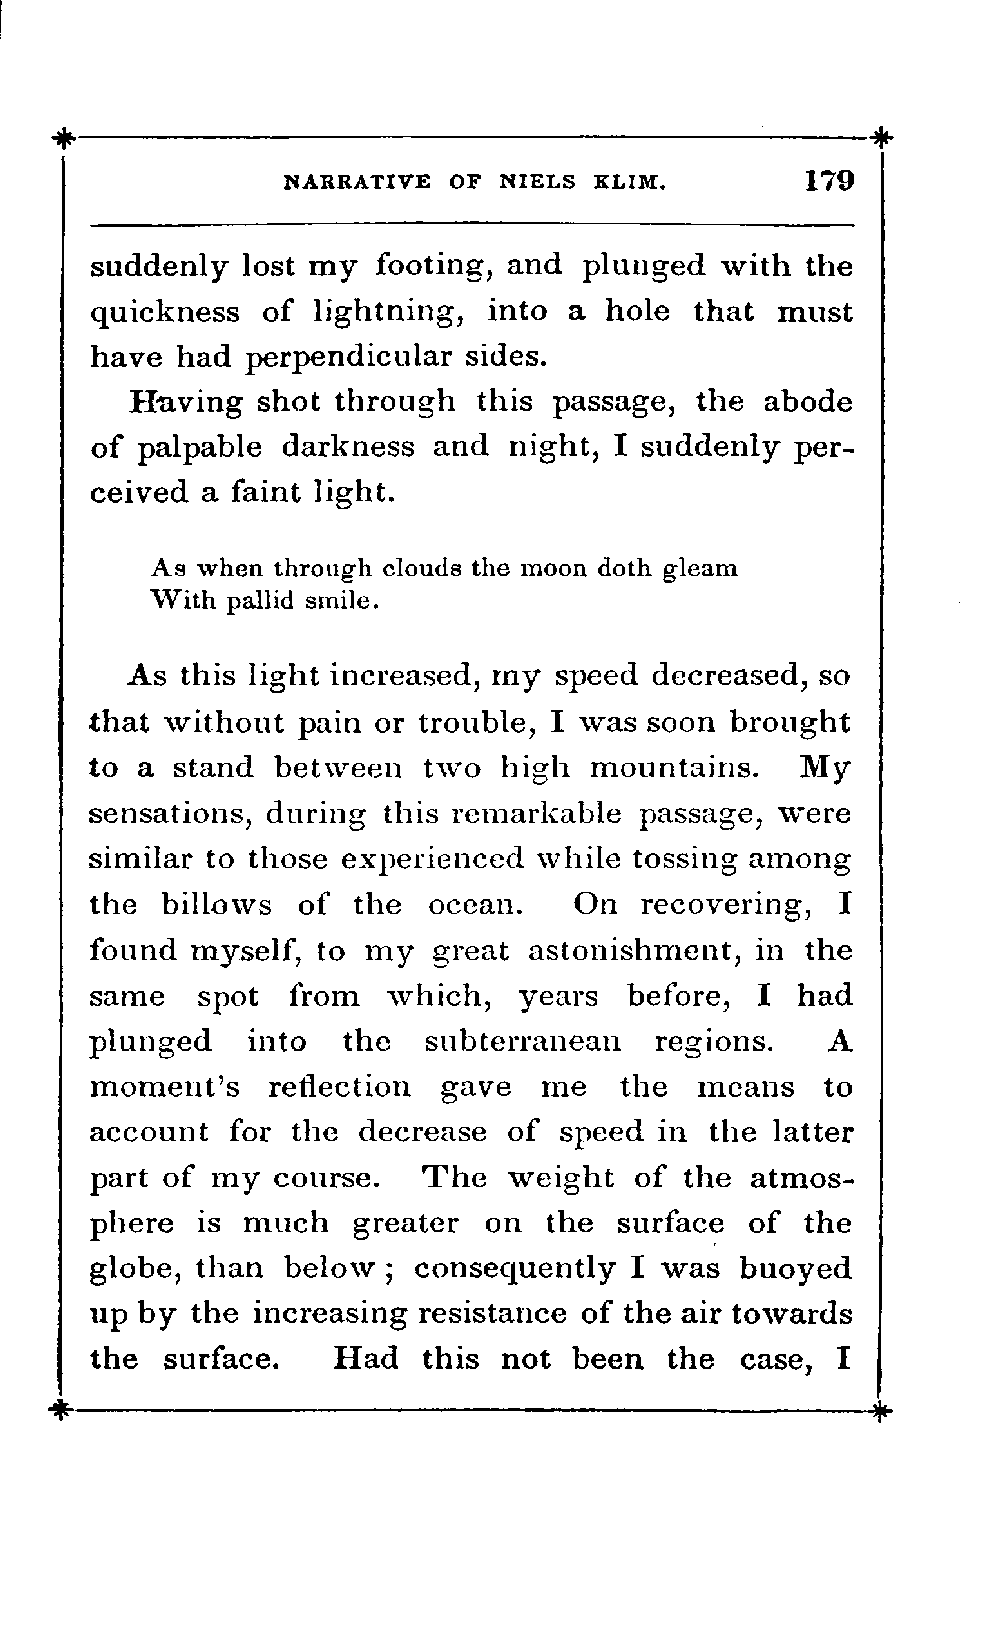 NARRATIVE OF NIELS KLIM. 179
suddenly lost my footing, and plunged with the
quickness of lightning, into a hole that must
have had perpendicular sides.
Having shot through this passage, the abode
of palpable darkness and night, I suddenly per-
ceived a faint light.
As when through clouds the moon doth gleam
With pallid smile.
As this light increased, my speed decreased, so
that without pain or trouble, I was soon brought
to a stand between two high mountains. My
sensations, during this remarkable passage, were
similar to those experienced while tossing among
the billows of the ocean. On recovering, I
found myself, to my great astonishment, in the
same spot from which, years before, I had
plunged into the subterranean regions. A
moment's reflection gave me the means to
account for the decrease of speed in the latter
part of my course. The weight of the atmos-
phere is much greater on the surface of the
globe, than below; consequently I was buoyed
up by the increasing resistance of the air towards
the surface. Had this not been the case, I